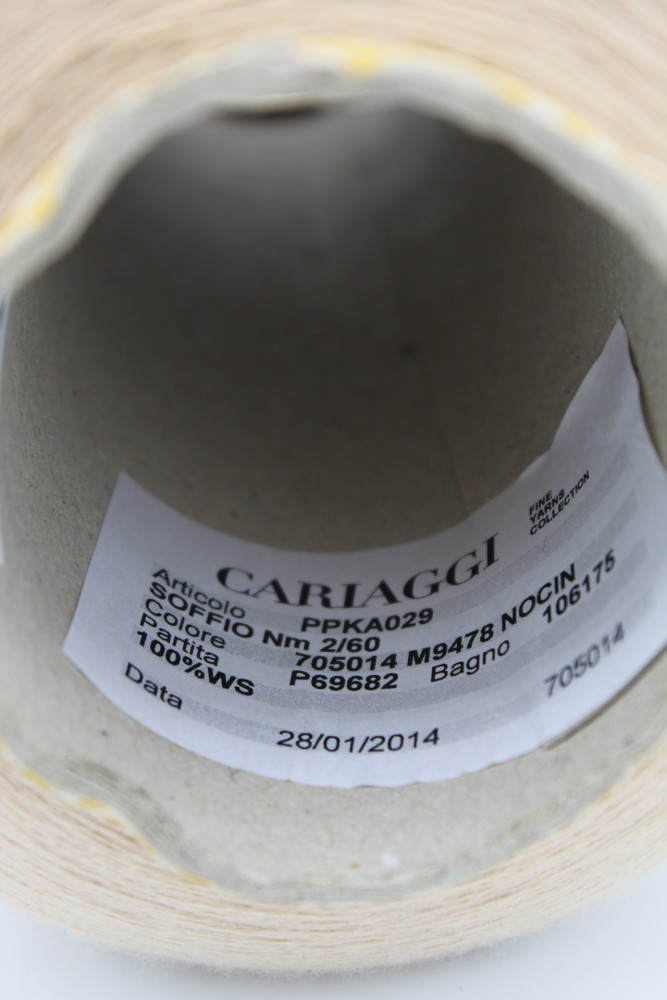 CARIAGGI
FINE
YARNS
COLLECTION
Articolo PPKA029
SOFFIO Nm 2/60
Colore 705014 M9478 NOCIN
Partita P69682 Bagno 106175
100%WS
Data 28/01/2014 705014